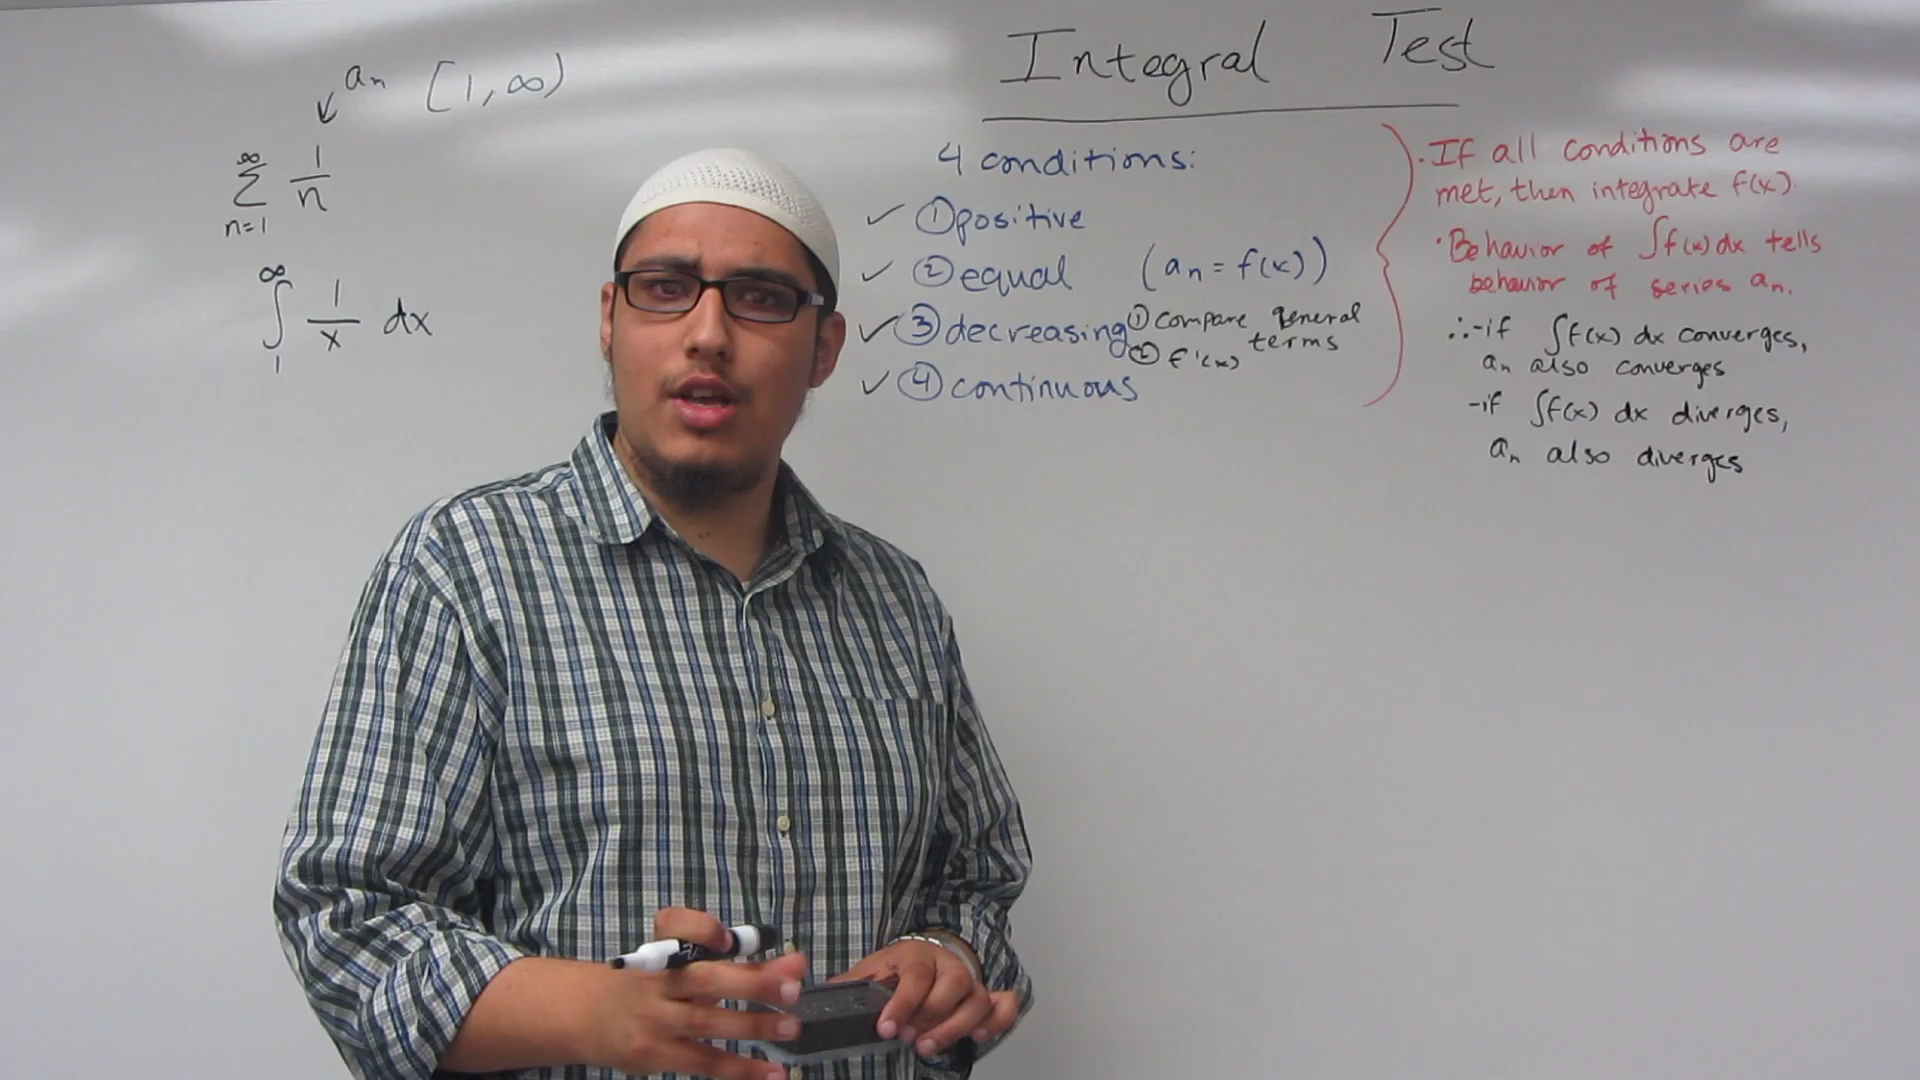 Integral Test
aₙ [1, ∞)
∞
Σ 1/n
n=1
∞
∫ 1/x dx
1
4 conditions:
✓ ① positive
✓ ② equal (aₙ = f(x))
✓ ③ decreasing ① compare general terms
② f'(x)
✓ ④ continuous
· If all conditions are
met, then integrate f(x).
· Behavior of ∫f(x)dx tells
behavior of series aₙ.
∴ -if ∫f(x) dx converges,
aₙ also converges
-if ∫f(x) dx diverges,
aₙ also diverges